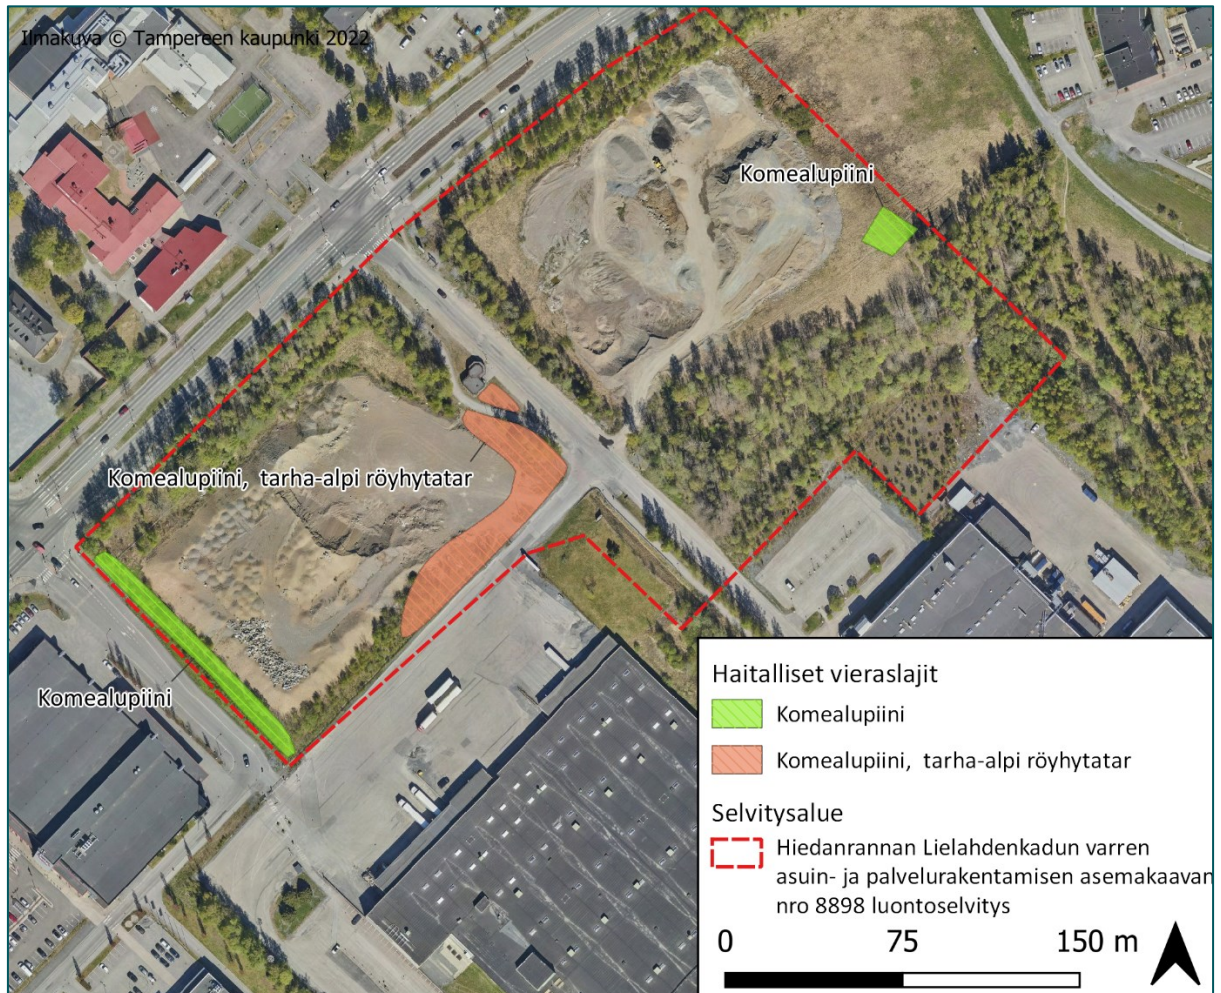 Ilmakuva © Tampereen kaupunki 2022
Komealupiini
Komealupiini, tarha-alpi röyhytatar
Komealupiini
Haitalliset vieraslajit
Komealupiini
Komealupiini, tarha-alpi röyhytatar
Selvitysalue
Hiedanrannan Lielahdenkadun varren
asuin- ja palvelurakentamisen asemakaavan
nro 8898 luontoselvitys
0 75 150 m